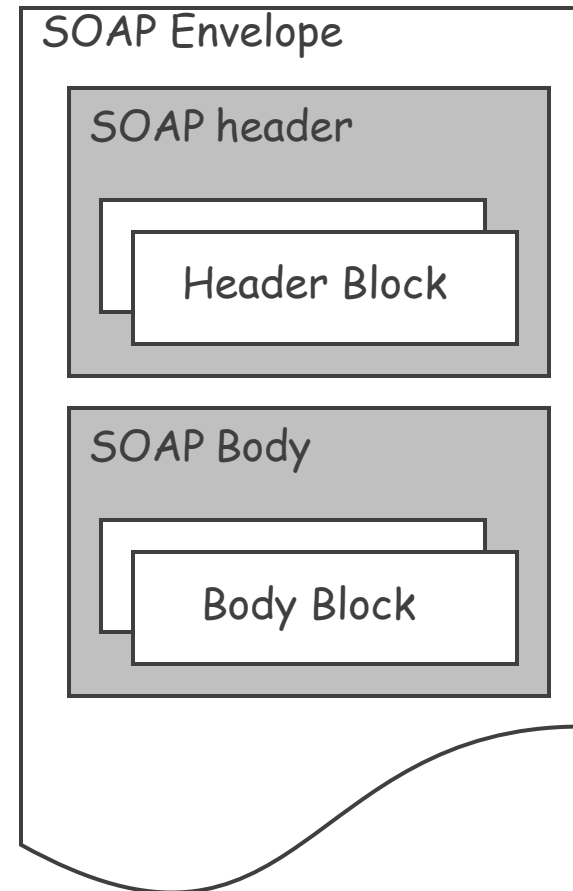 SOAP Envelope
SOAP header
Header Block
SOAP Body
Body Block